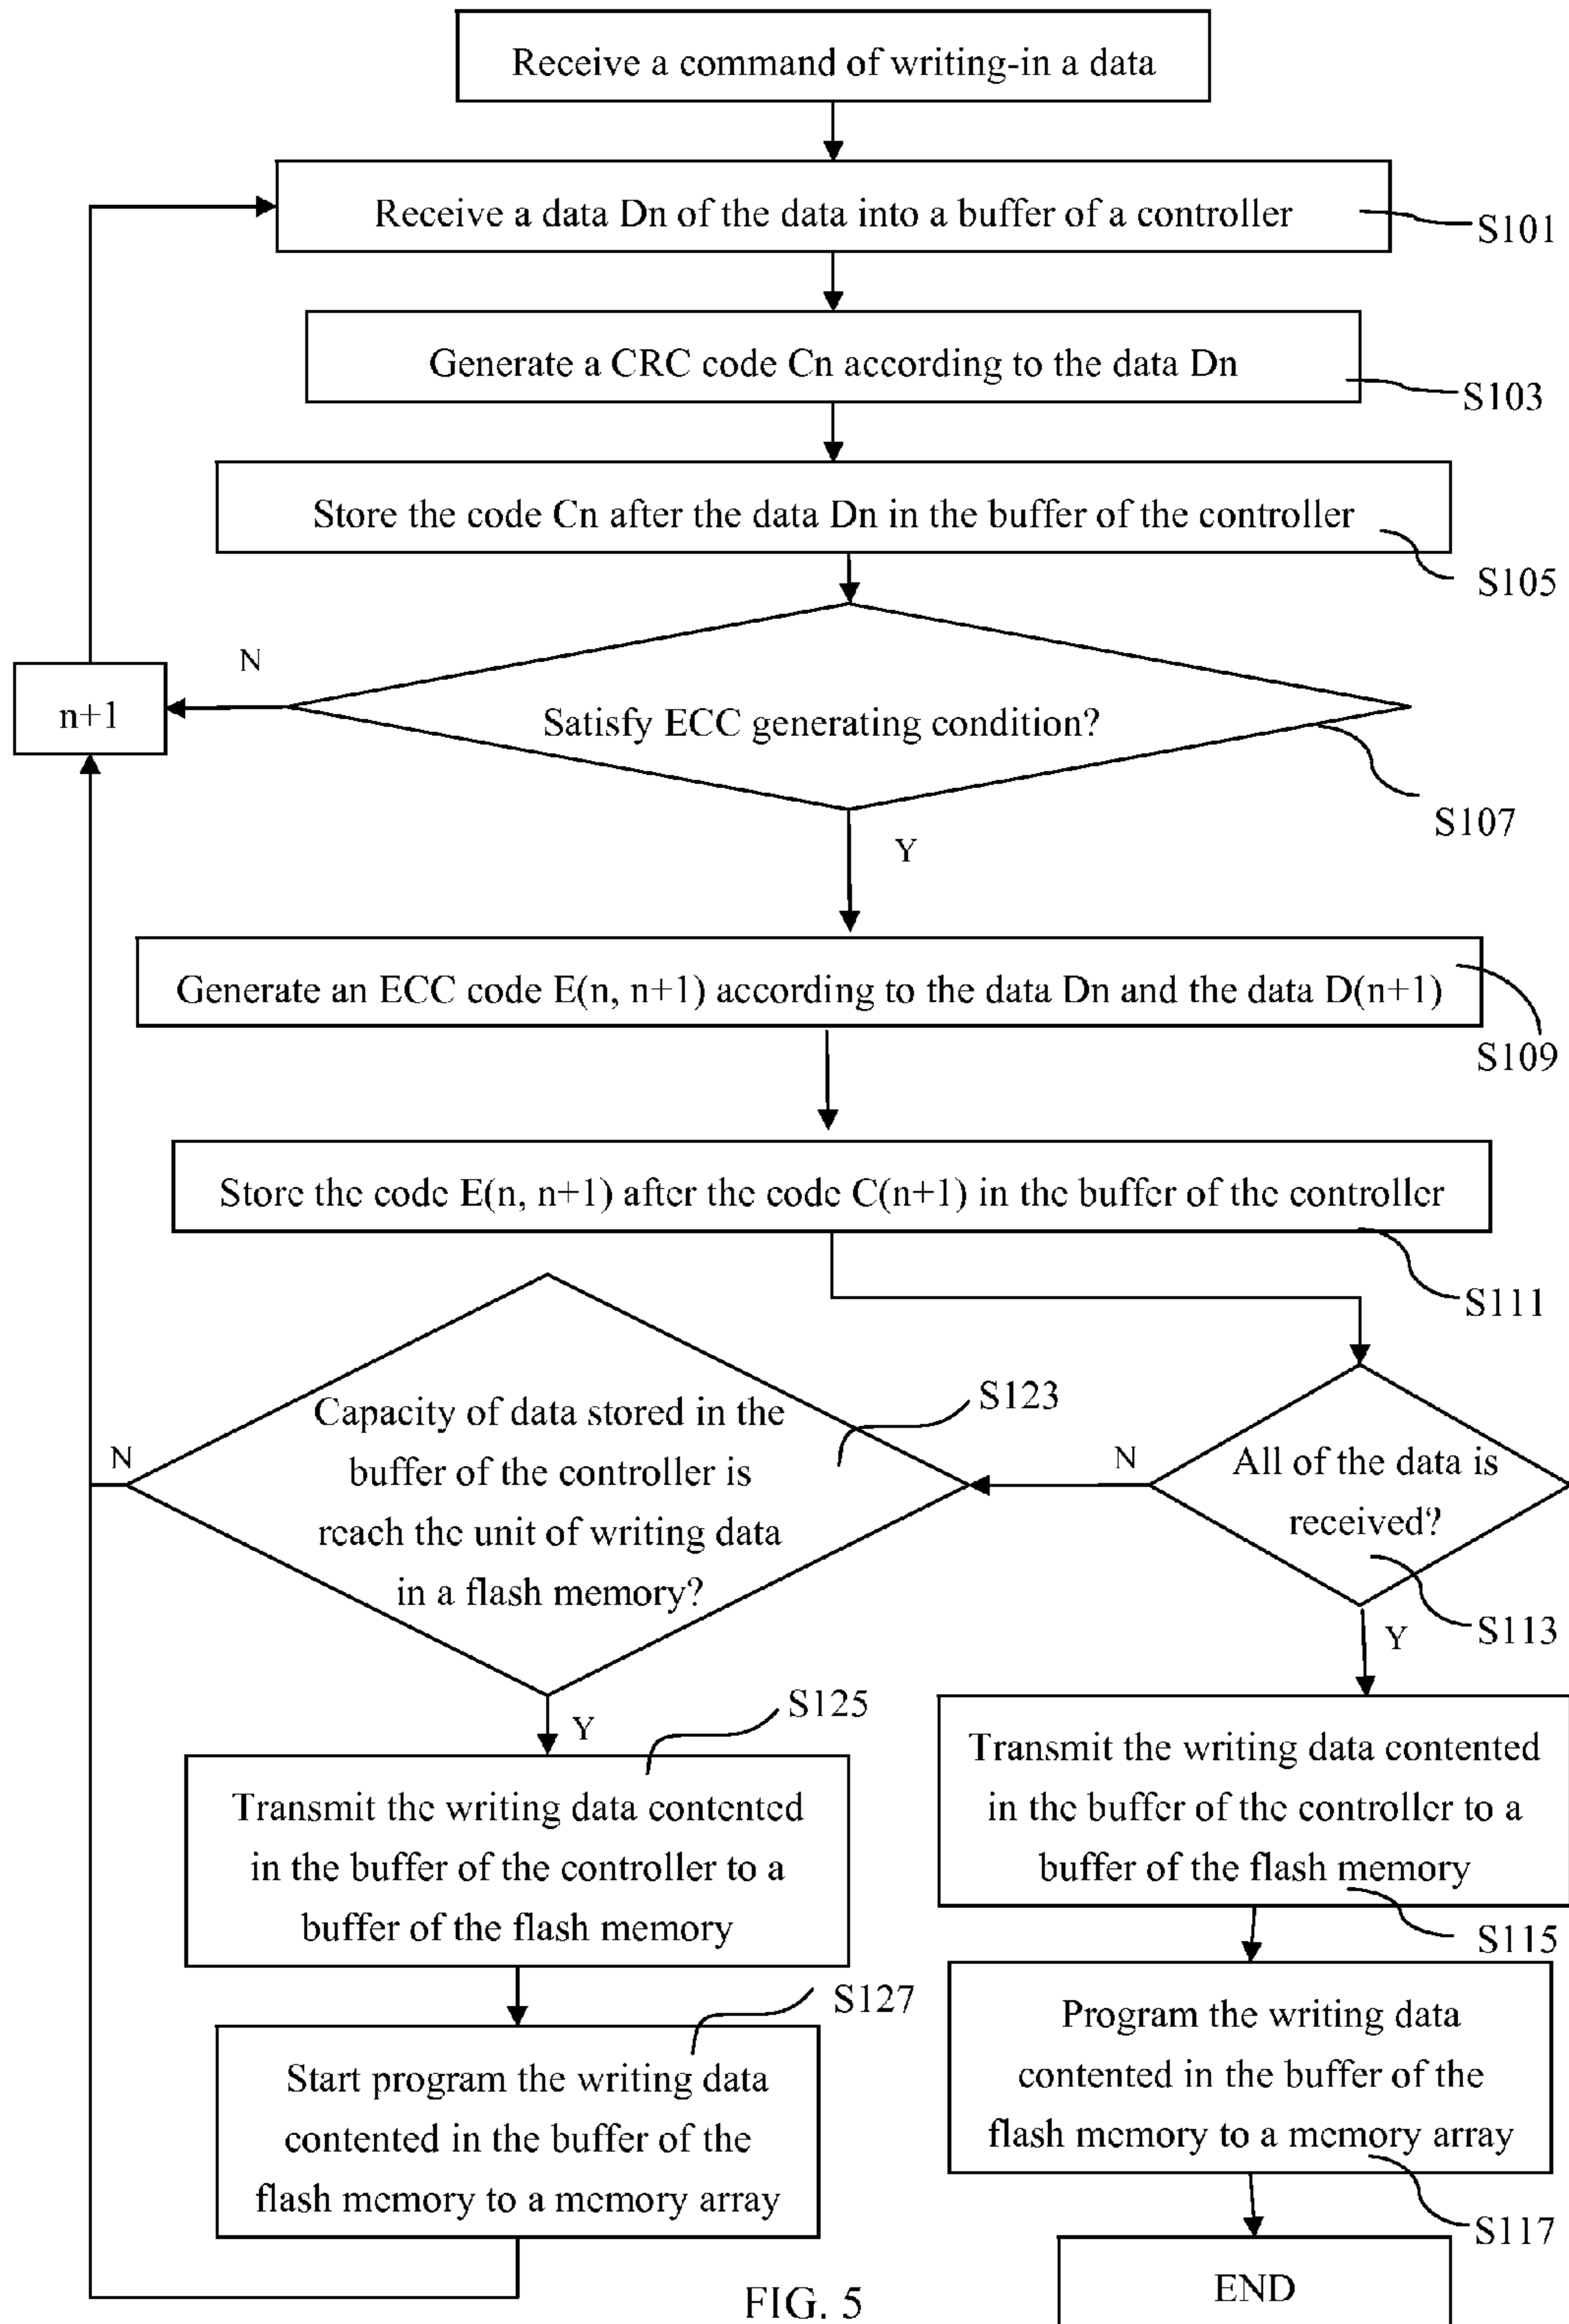 Receive a command of writing-in a data
Receive a data Dn of the data into a buffer of a controller
S101
Generate a CRC code Cn according to the data Dn
S103
Store the code Cn after the data Dn in the buffer of the controller
S105
N
n+1
Satisfy ECC generating condition?
S107
Y
Generate an ECC code E(n, n+1) according to the data Dn and the data D(n+1)
S109
Store the code E(n, n+1) after the code C(n+1) in the buffer of the controller
S111
S123
Capacity of data stored in the
buffer of the controller is
reach the unit of writing data
in a flash memory?
N
N
All of the data is
received?
S113
Y
Y
S125
Transmit the writing data contented
in the buffer of the controller to a
buffer of the flash memory
Transmit the writing data contented
in the buffer of the controller to a
buffer of the flash memory
S115
S127
Start program the writing data
contented in the buffer of the
flash memory to a memory array
Program the writing data
contented in the buffer of the
flash memory to a memory array
S117
END
FIG. 5